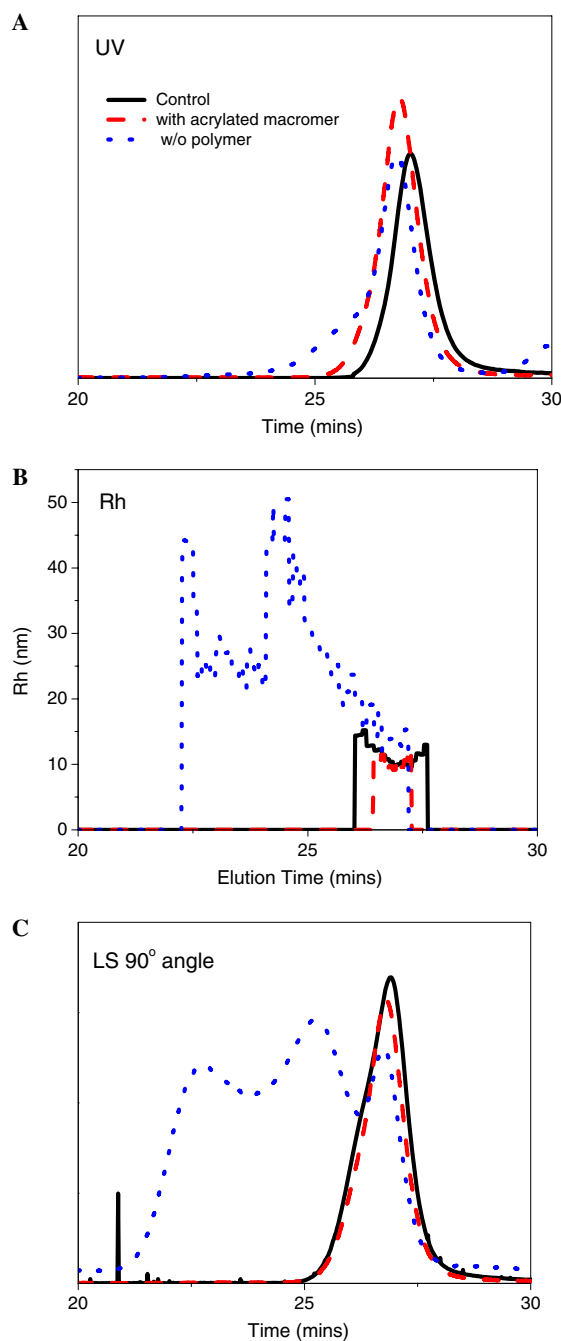 A
UV
Control
with acrylated macromer
w/o polymer
20 25 30
Time (mins)
B
Rh
50
40
30
20
10
0
Rh (nm)
20 25 30
Elution Time (mins)
C
LS 90° angle
20 25 30
Time (mins)